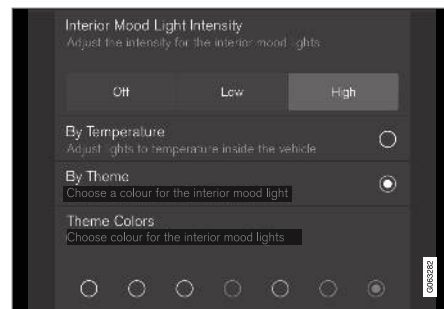 Interior Mood Light Intensity
Adjust the intensity for the interior mood lights
Off Low High
By Temperature
Adjust lights to temperature inside the vehicle
By Theme
Choose a colour for the interior mood light
Theme Colors
Choose colour for the interior mood lights
G063262